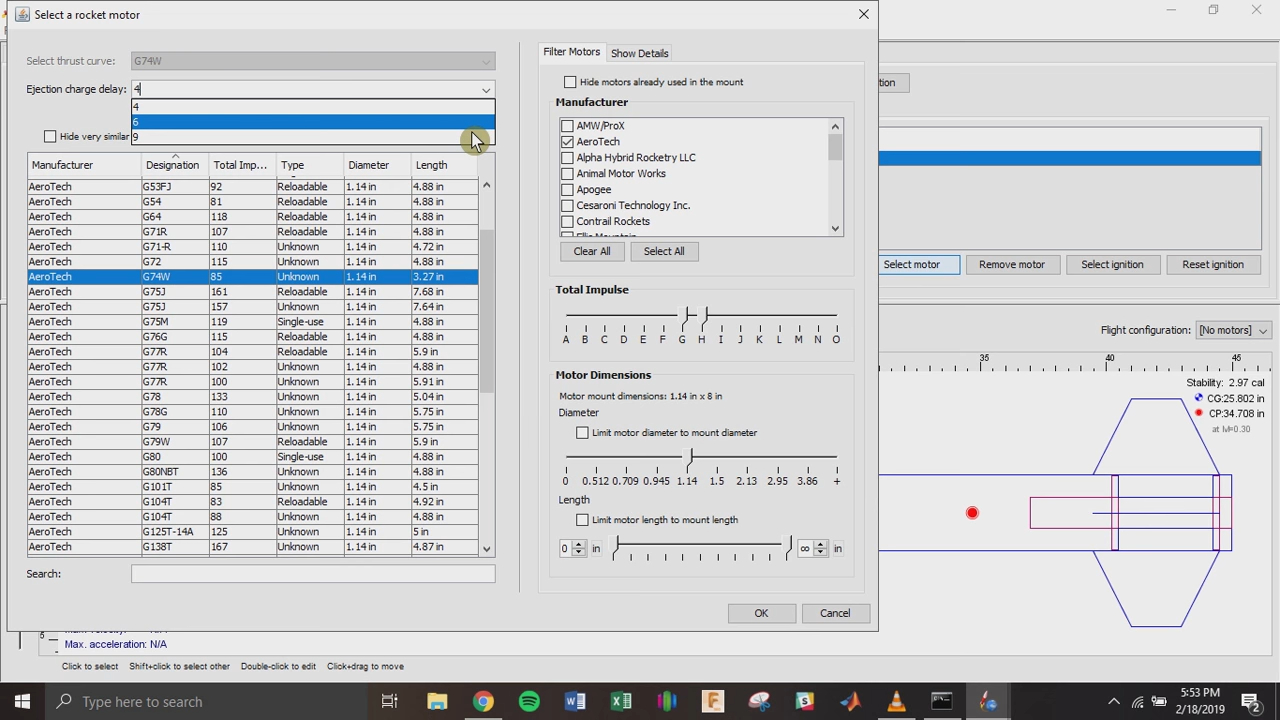 Select a rocket motor
Select thrust curve: G74W
Ejection charge delay: 4
4
6
9
Hide very similar
Manufacturer Designation Total Imp... Type Diameter Length
AeroTech G53FJ 92 Reloadable 1.14 in 4.88 in
AeroTech G54 81 Reloadable 1.14 in 4.88 in
AeroTech G64 118 Reloadable 1.14 in 4.88 in
AeroTech G71R 107 Reloadable 1.14 in 4.88 in
AeroTech G71-R 110 Unknown 1.14 in 4.72 in
AeroTech G72 115 Unknown 1.14 in 4.88 in
AeroTech G74W 85 Unknown 1.14 in 3.27 in
AeroTech G75J 161 Reloadable 1.14 in 7.68 in
AeroTech G75J 157 Unknown 1.14 in 7.64 in
AeroTech G75M 119 Single-use 1.14 in 4.88 in
AeroTech G76G 115 Reloadable 1.14 in 4.88 in
AeroTech G77R 104 Reloadable 1.14 in 5.9 in
AeroTech G77R 102 Unknown 1.14 in 4.88 in
AeroTech G77R 100 Unknown 1.14 in 5.91 in
AeroTech G78 133 Unknown 1.14 in 5.04 in
AeroTech G78G 110 Unknown 1.14 in 5.75 in
AeroTech G79 106 Unknown 1.14 in 5.75 in
AeroTech G79W 107 Reloadable 1.14 in 5.9 in
AeroTech G80 100 Single-use 1.14 in 4.88 in
AeroTech G80NBT 136 Unknown 1.14 in 4.88 in
AeroTech G101T 85 Unknown 1.14 in 4.5 in
AeroTech G104T 83 Reloadable 1.14 in 4.92 in
AeroTech G104T 88 Unknown 1.14 in 4.88 in
AeroTech G125T-14A 125 Unknown 1.14 in 5 in
AeroTech G138T 167 Unknown 1.14 in 4.87 in
Search:
Filter Motors Show Details
Hide motors already used in the mount
Manufacturer
AMW/ProX
AeroTech
Alpha Hybrid Rocketry LLC
Animal Motor Works
Apogee
Cesaroni Technology Inc.
Contrail Rockets
Clear All Select All
Total Impulse
A B C D E F G H I J K L M N O
Motor Dimensions
Motor mount dimensions: 1.14 in x 8 in
Diameter
Limit motor diameter to mount diameter
0 0.512 0.709 0.945 1.14 1.5 2.13 2.95 3.86 +
Length
Limit motor length to mount length
0 in ∞ in
OK Cancel
tion
Select motor Remove motor Select ignition Reset ignition
Flight configuration: [No motors]
35 40 45
Stability: 2.97 cal
CG:25.802 in
CP:34.708 in
at M=0.30
5
Max. acceleration: N/A
Click to select Shift+click to select other Double-click to edit Click+drag to move
Type here to search
5:53 PM
2/18/2019
2